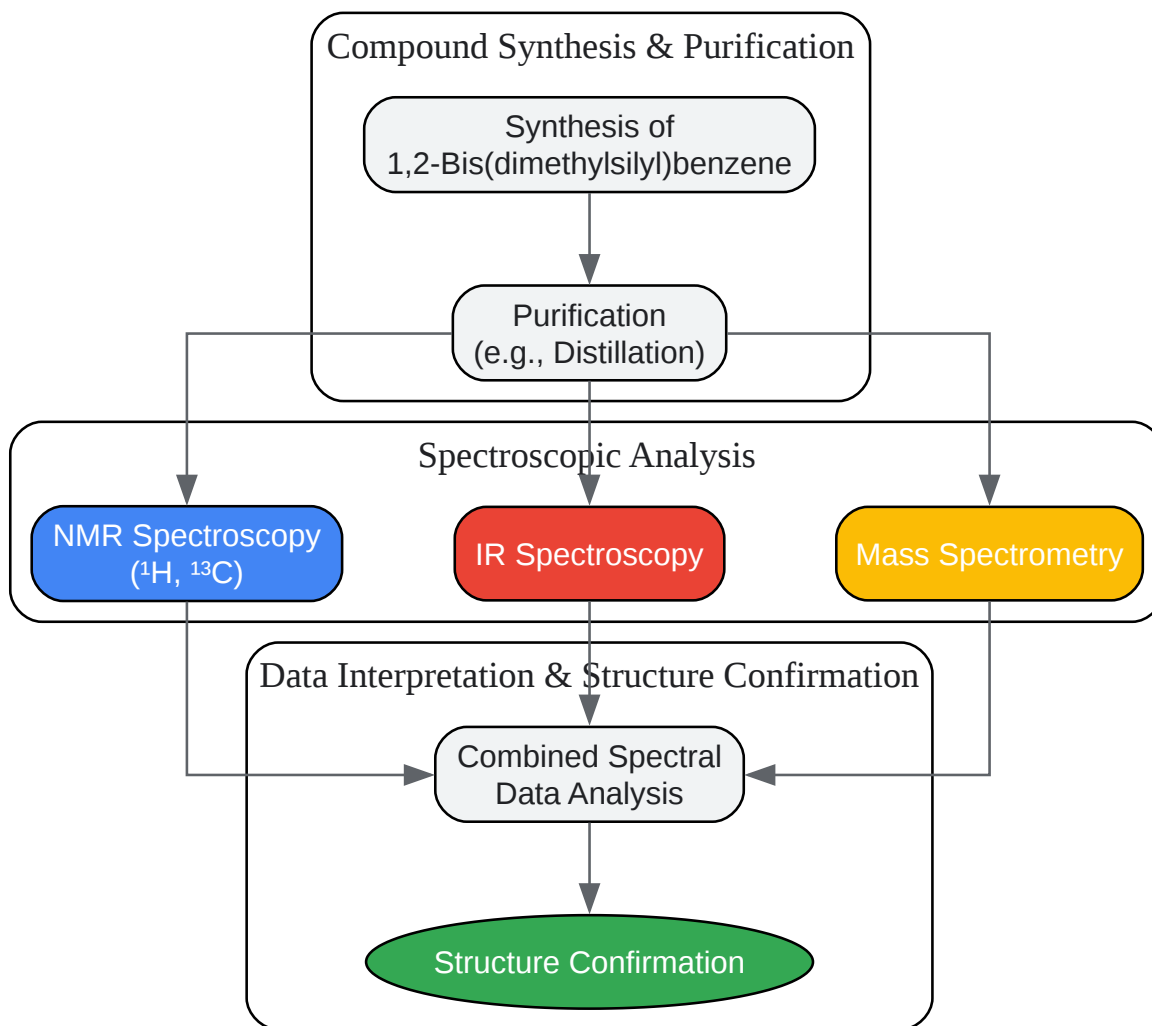 Compound Synthesis & Purification
Synthesis of
1,2-Bis(dimethylsilyl)benzene
Purification
(e.g., Distillation)
Spectroscopic Analysis
NMR Spectroscopy
(¹H, ¹³C)
IR Spectroscopy
Mass Spectrometry
Data Interpretation & Structure Confirmation
Combined Spectral
Data Analysis
Structure Confirmation